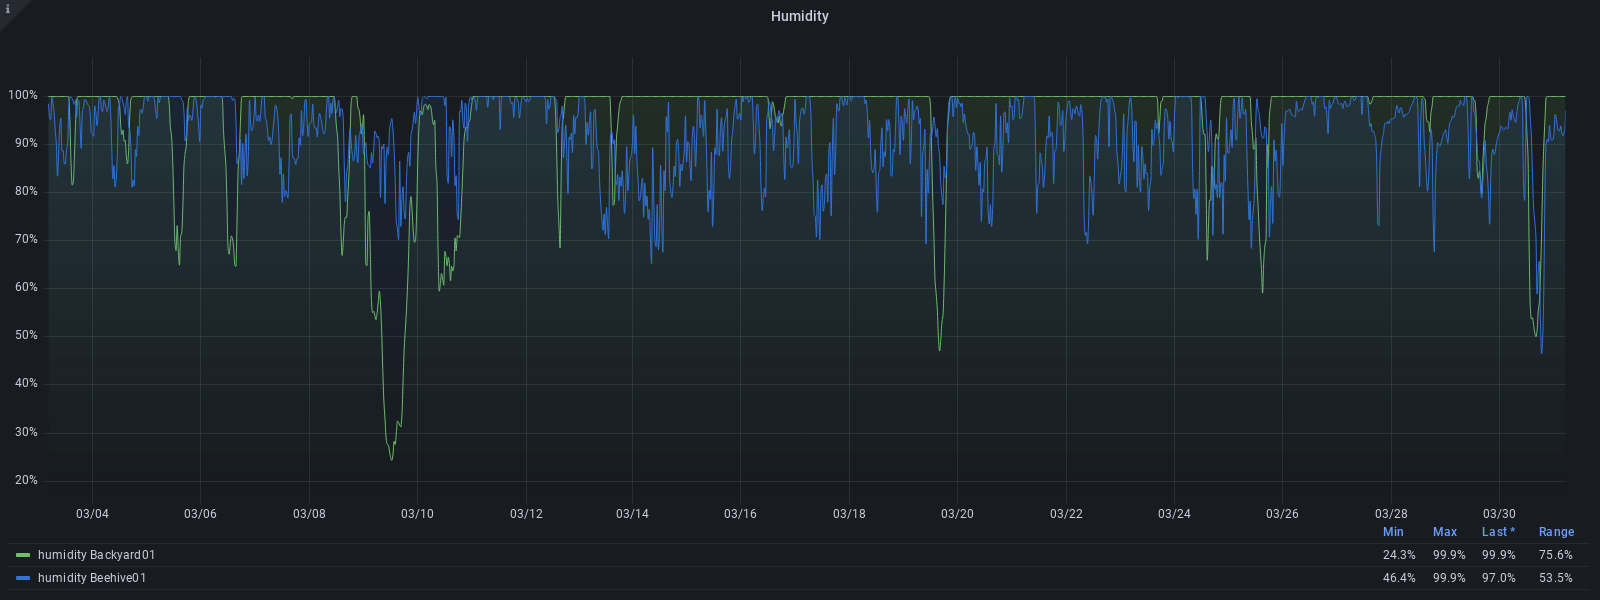 i
Humidity
100%
90%
80%
70%
60%
50%
40%
30%
20%
03/04 03/06 03/08 03/10 03/12 03/14 03/16 03/18 03/20 03/22 03/24 03/26 03/28 03/30
Min Max Last * Range
humidity Backyard01 24.3% 99.9% 99.9% 75.6%
humidity Beehive01 46.4% 99.9% 97.0% 53.5%